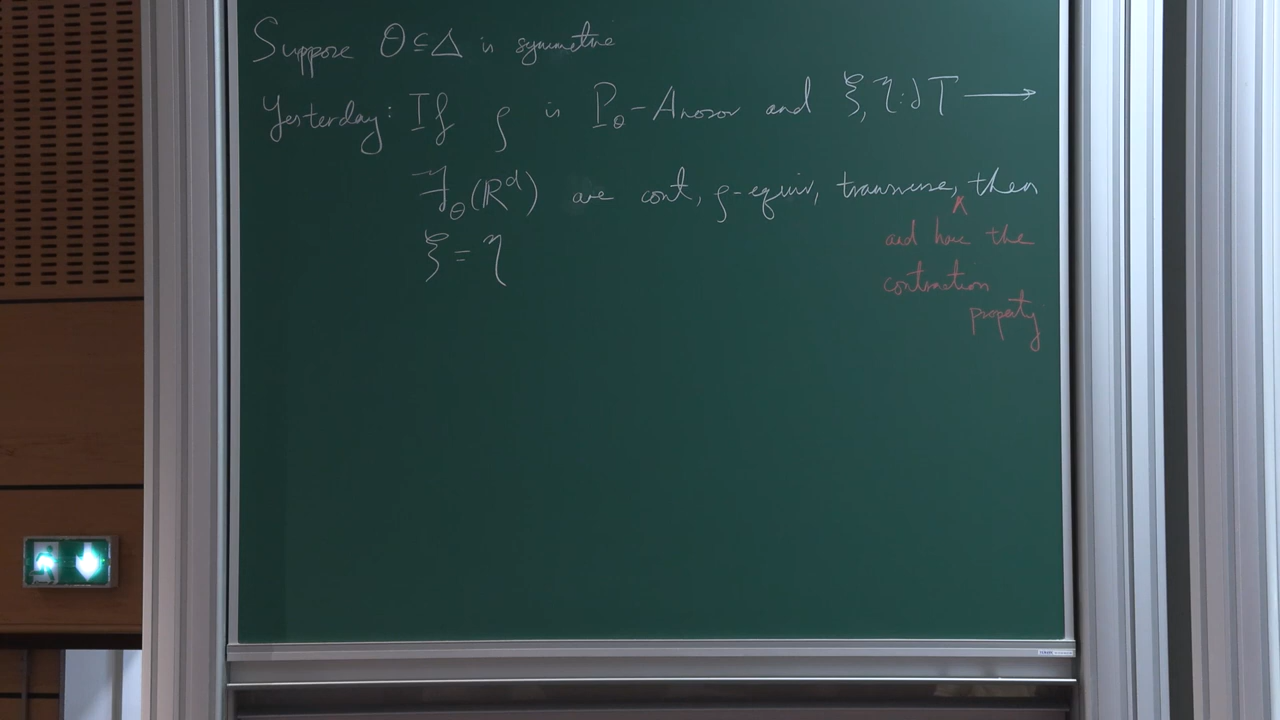 Suppose Θ ⊆ Δ is symmetric
Yesterday: If ρ is P_Θ-Anosov and ξ, η: ∂Γ ⟶
F_Θ(ℝ^d) are cont, ρ-equiv, transverse, then
and have the
ξ = η
contraction
property